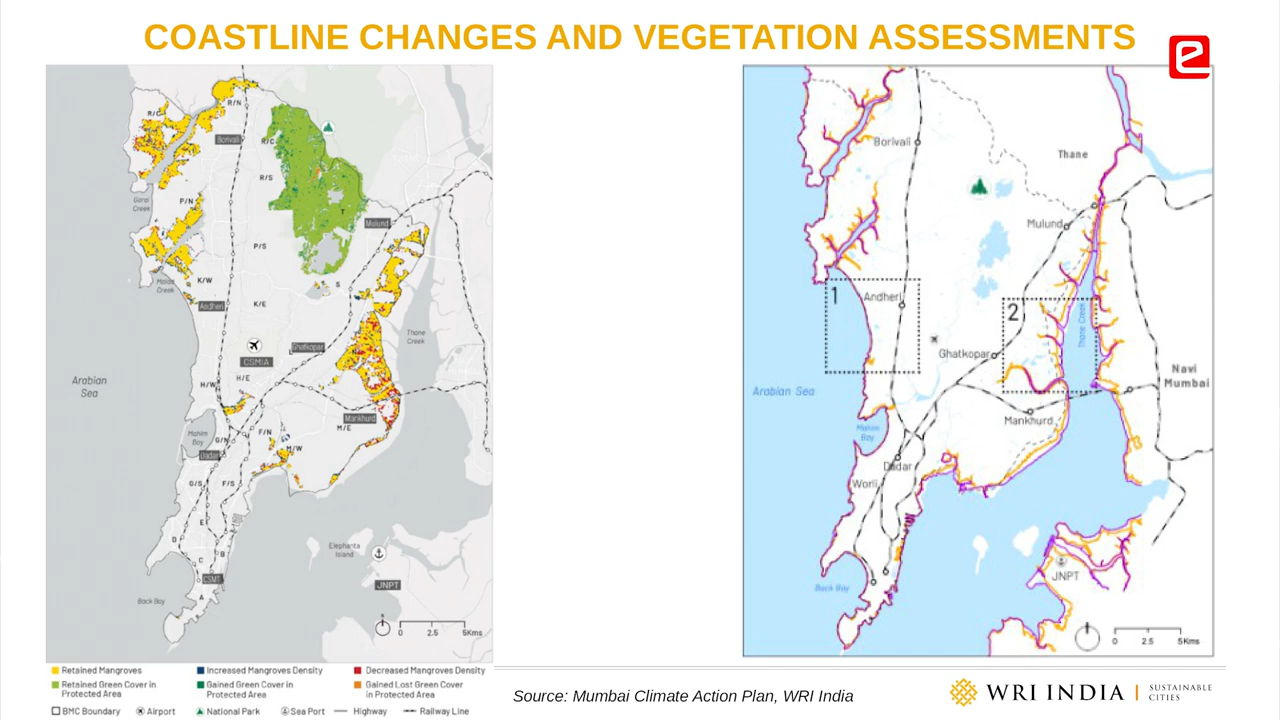 COASTLINE CHANGES AND VEGETATION ASSESSMENTS
e
R/N
R/C
Borivali
R/C
R/S
Gorai
Creek
P/N
T
Mulund
P/S
Malad
Creek
K/W
S
Andheri
K/E
Thane
Creek
Ghatkopar
N
CSMIA
Arabian
Sea
H/W
H/E
Mankhurd
M/E
Mahim
Bay
G/N
F/N
M/W
Dadar
G/S
F/S
E
D
B
C
Elephanta
Island
CSMT
JNPT
A
Back Bay
0 2.5 5Kms
Retained Mangroves
Increased Mangroves Density
Decreased Mangroves Density
Retained Green Cover in
Protected Area
Gained Green Cover in
Protected Area
Gained Lost Green Cover
in Protected Area
BMC Boundary
Airport
National Park
Sea Port
Highway
Railway Line
Borivali
Thane
Mulund
1
Andheri
2
Thane Creek
Ghatkopar
Navi
Mumbai
Arabian Sea
Mankhurd
Mahim
Bay
Dadar
Worli
JNPT
Back Bay
0 2.5 5Kms
Source: Mumbai Climate Action Plan, WRI India
WRI INDIA | SUSTAINABLE
CITIES